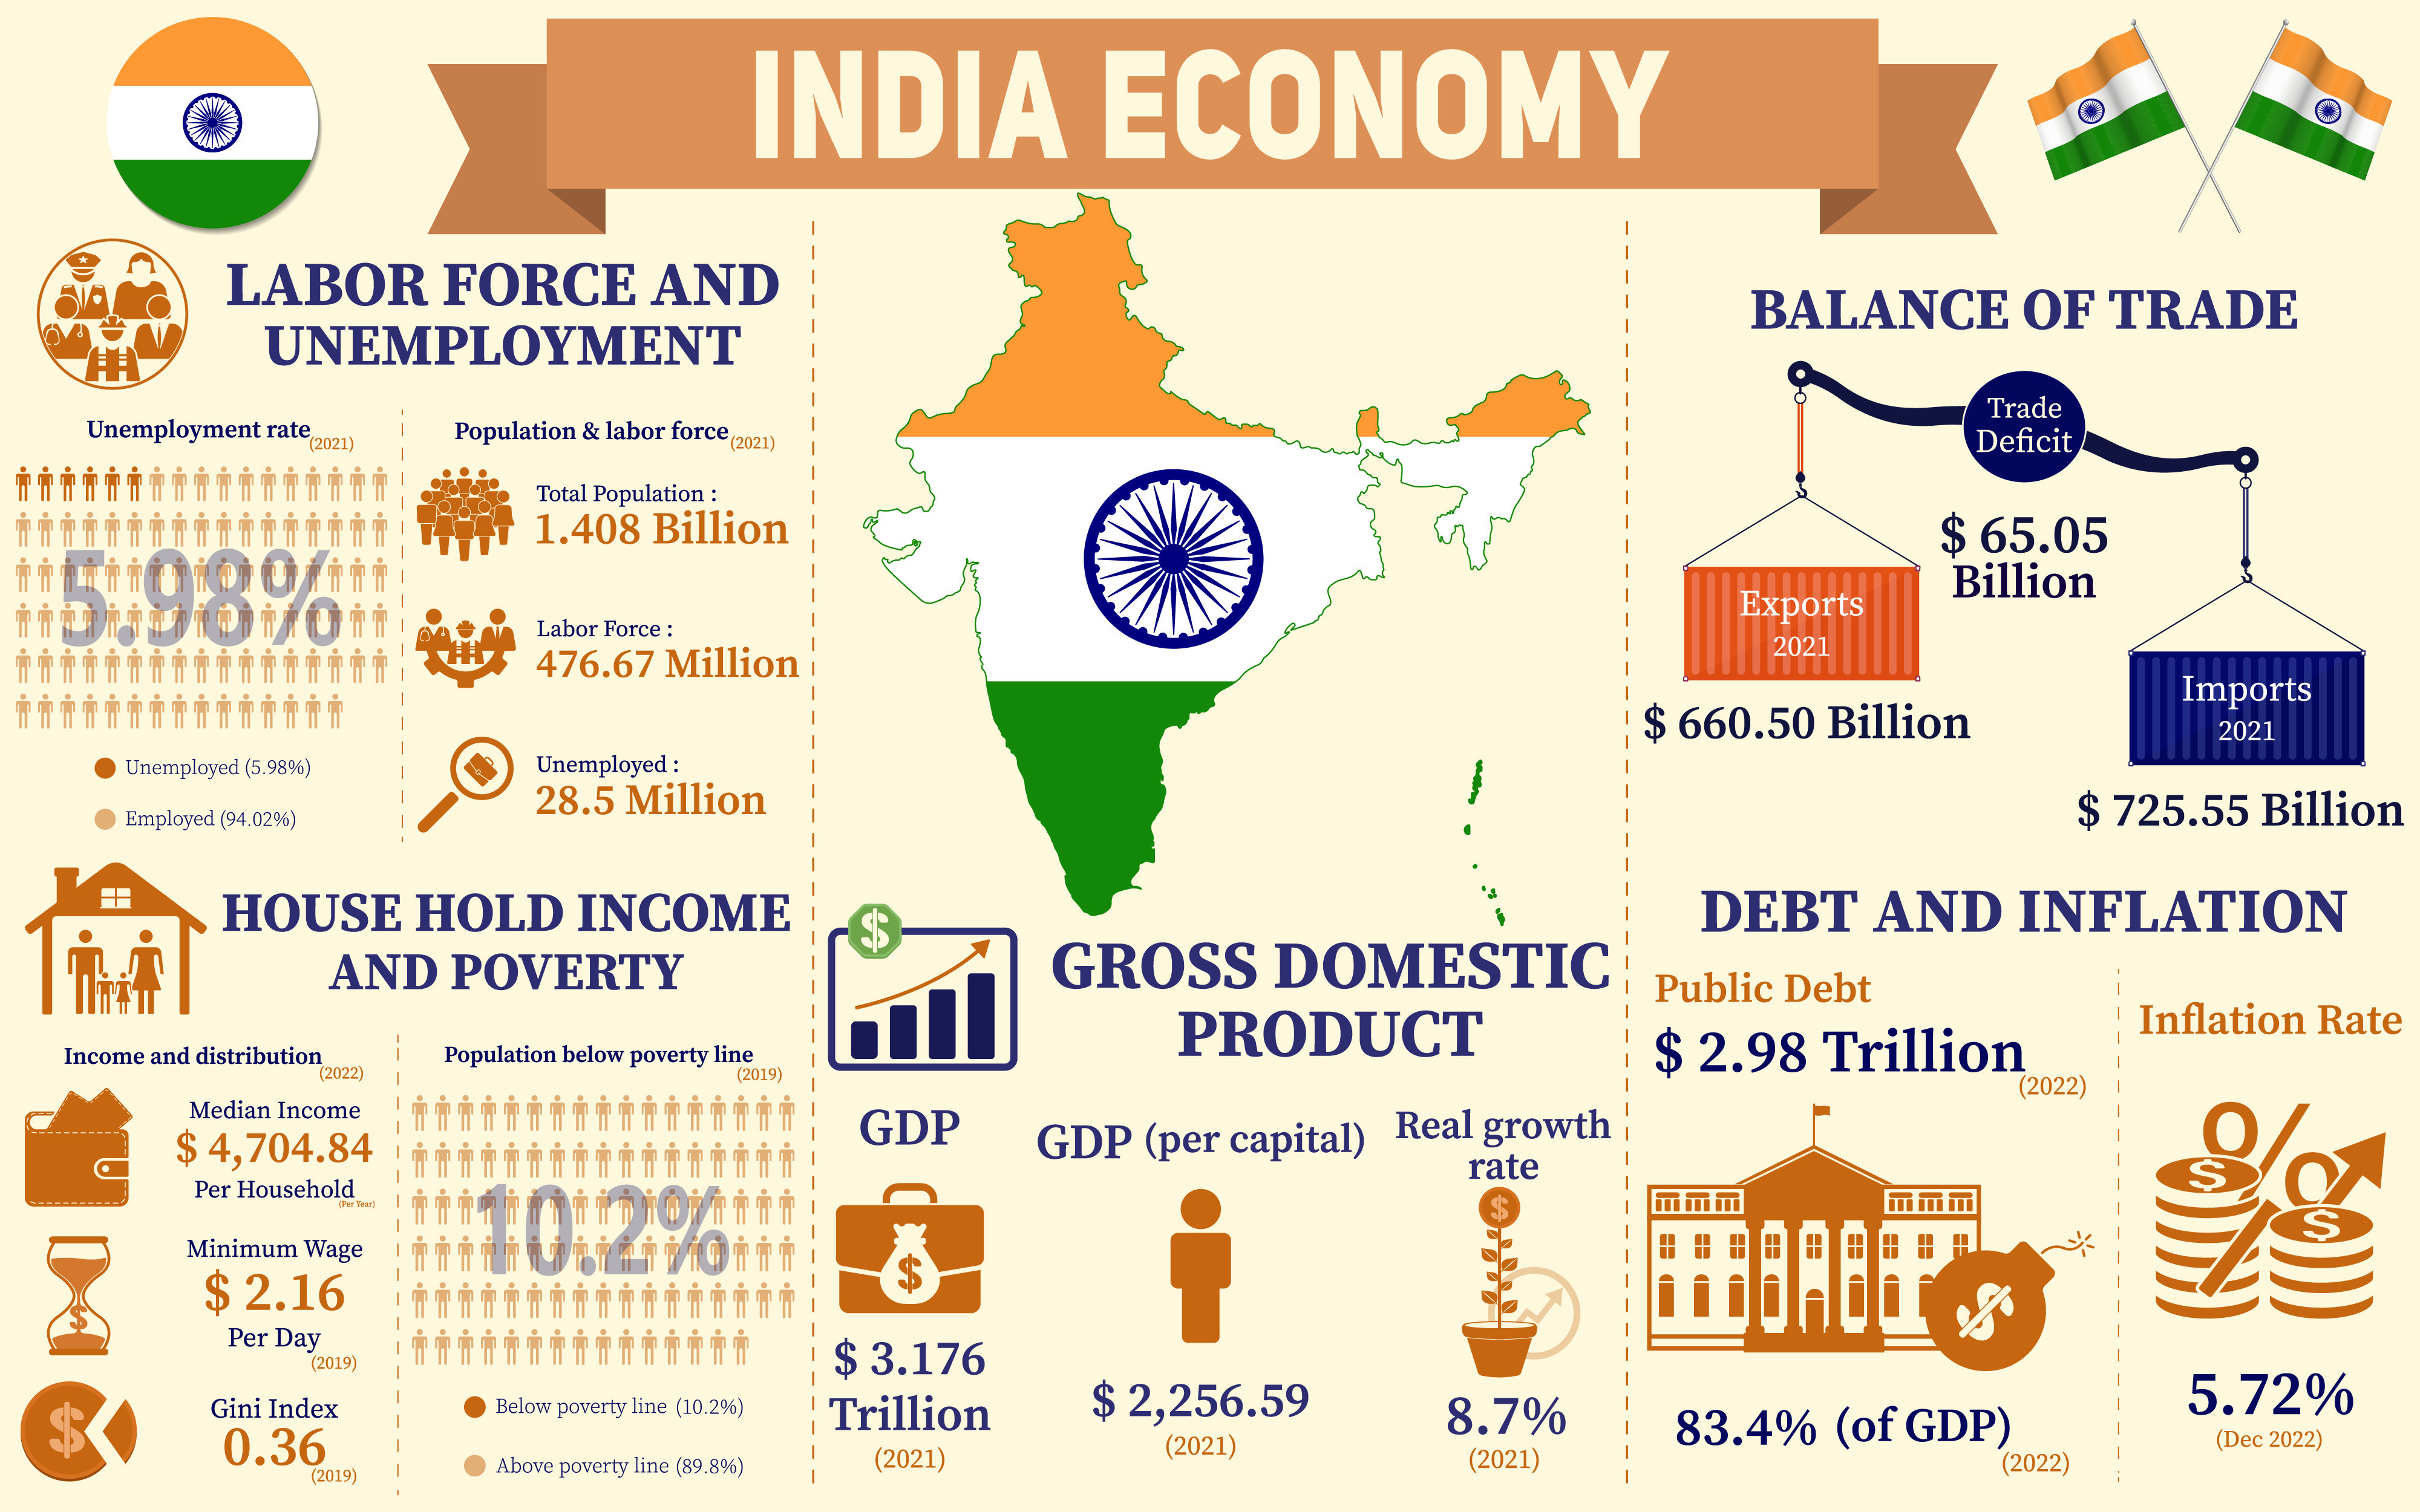 INDIA ECONOMY
LABOR FORCE AND
UNEMPLOYMENT
Unemployment rate (2021)
5.98%
Unemployed (5.98%)
Employed (94.02%)
Population & labor force (2021)
Total Population :
1.408 Billion
Labor Force :
476.67 Million
Unemployed :
28.5 Million
HOUSE HOLD INCOME
AND POVERTY
Income and distribution (2022)
Median Income
$ 4,704.84
Per Household
(Per Year)
Minimum Wage
$ 2.16
Per Day
(2019)
$
$
Gini Index
0.36
(2019)
Population below poverty line
(2019)
10.2%
Below poverty line (10.2%)
Above poverty line (89.8%)
$
GROSS DOMESTIC
PRODUCT
GDP
$
$ 3.176
Trillion
(2021)
GDP (per capital)
$ 2,256.59
(2021)
Real growth
rate
$
8.7%
(2021)
BALANCE OF TRADE
Trade
Deficit
$ 65.05
Billion
Exports
2021
$ 660.50 Billion
Imports
2021
$ 725.55 Billion
DEBT AND INFLATION
Public Debt
$ 2.98 Trillion
(2022)
$
83.4% (of GDP)
(2022)
Inflation Rate
%
$
$
5.72%
(Dec 2022)